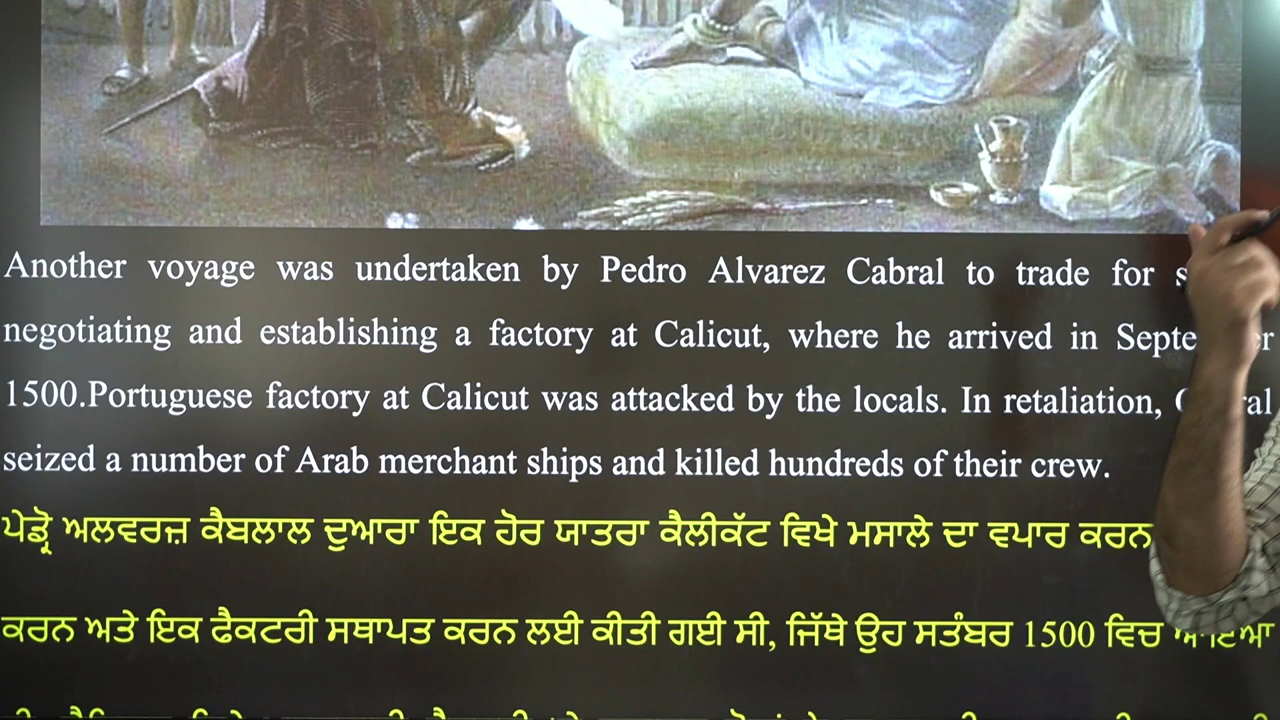 Another voyage was undertaken by Pedro Alvarez Cabral to trade for
negotiating and establishing a factory at Calicut, where he arrived in
1500.Portuguese factory at Calicut was attacked by the locals. In retaliation,
seized a number of Arab merchant ships and killed hundreds of their crew.
ਪੇਡ੍ਰੋ ਅਲਵਰਜ਼ ਕੈਬਲਾਲ ਦੁਆਰਾ ਇਕ ਹੋਰ ਯਾਤਰਾ ਕੈਲੀਕੱਟ ਵਿਖੇ ਮਸਾਲੇ ਦਾ ਵਪਾਰ ਕਰਨ
ਕਰਨ ਅਤੇ ਇਕ ਫੈਕਟਰੀ ਸਥਾਪਤ ਕਰਨ ਲਈ ਕੀਤੀ ਗਈ ਸੀ, ਜਿੱਥੇ ਉਹ ਸਤੰਬਰ 1500 ਵਿਚ